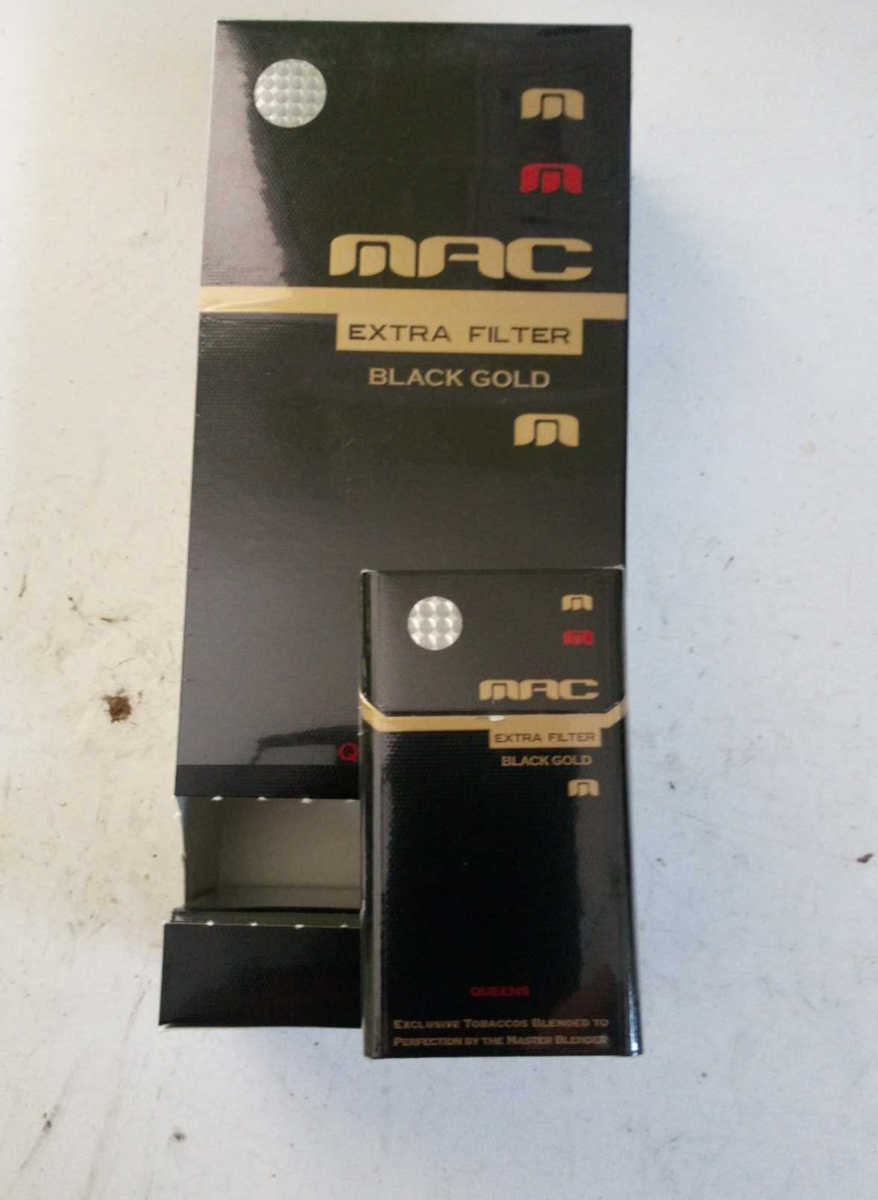 MAC
EXTRA FILTER
BLACK GOLD
Q
MAC
EXTRA FILTER
BLACK GOLD
QUEENS
EXCLUSIVE TOBACCOS BLENDED TO
PERFECTION BY THE MASTER BLENDER